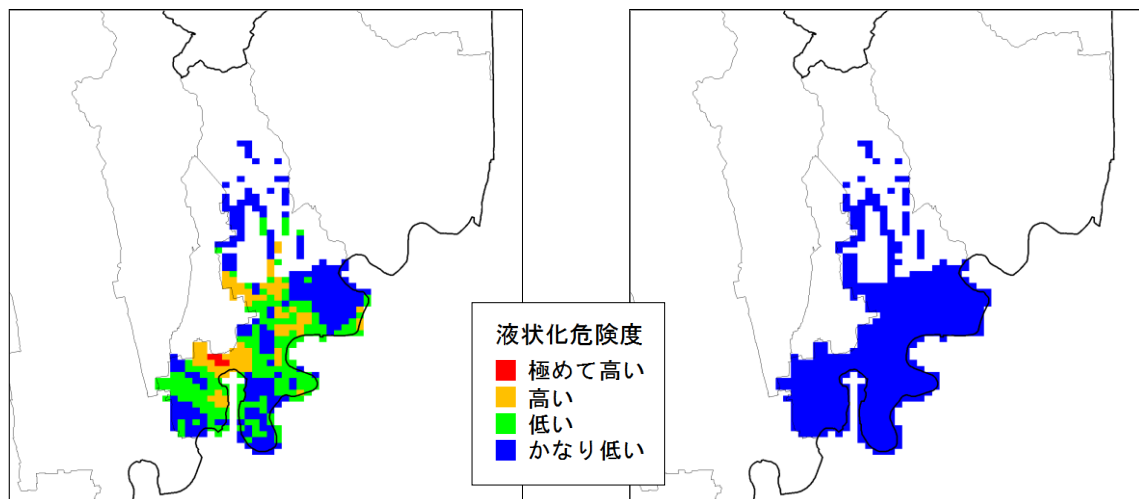 液状化危険度
極めて高い
高い
低い
かなり低い